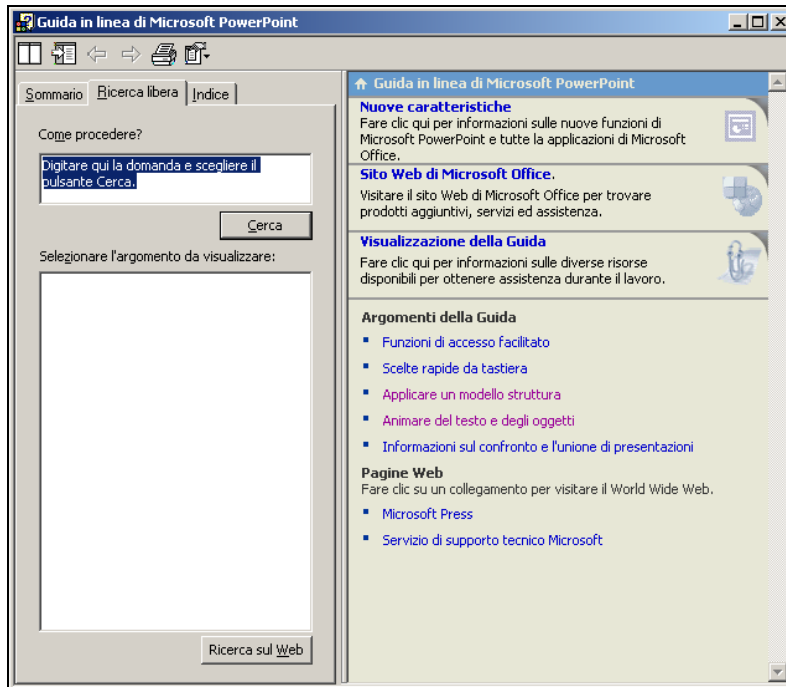 Guida in linea di Microsoft PowerPoint
Sommario Ricerca libera Indice
Come procedere?
Digitare qui la domanda e scegliere il
pulsante Cerca.
Cerca
Selezionare l'argomento da visualizzare:
Ricerca sul Web
Guida in linea di Microsoft PowerPoint
Nuove caratteristiche
Fare clic qui per informazioni sulle nuove funzioni di
Microsoft PowerPoint e tutte la applicazioni di Microsoft
Office.
Sito Web di Microsoft Office.
Visitare il sito Web di Microsoft Office per trovare
prodotti aggiuntivi, servizi ed assistenza.
Visualizzazione della Guida
Fare clic qui per informazioni sulle diverse risorse
disponibili per ottenere assistenza durante il lavoro.
Argomenti della Guida
Funzioni di accesso facilitato
Scelte rapide da tastiera
Applicare un modello struttura
Animare del testo e degli oggetti
Informazioni sul confronto e l'unione di presentazioni
Pagine Web
Fare clic su un collegamento per visitare il World Wide Web.
Microsoft Press
Servizio di supporto tecnico Microsoft